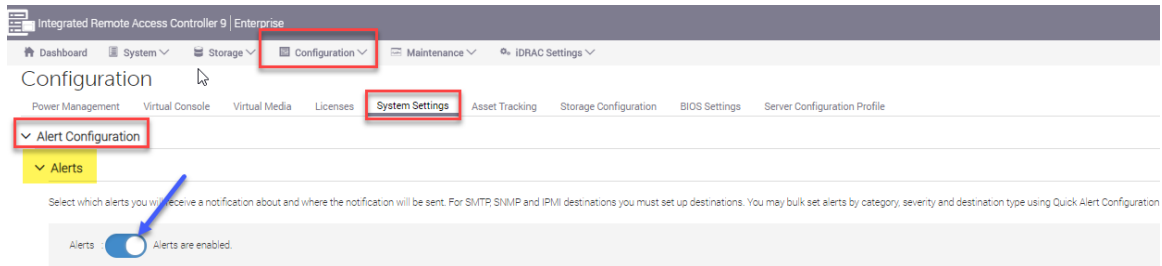 Integrated Remote Access Controller 9 | Enterprise
Dashboard System Storage Configuration Maintenance iDRAC Settings
Configuration
Power Management Virtual Console Virtual Media Licenses System Settings Asset Tracking Storage Configuration BIOS Settings Server Configuration Profile
Alert Configuration
Alerts
Select which alerts you will receive a notification about and where the notification will be sent. For SMTP, SNMP and IPMI destinations you must set up destinations. You may bulk set alerts by category, severity and destination type using Quick Alert Configuration
Alerts : Alerts are enabled.